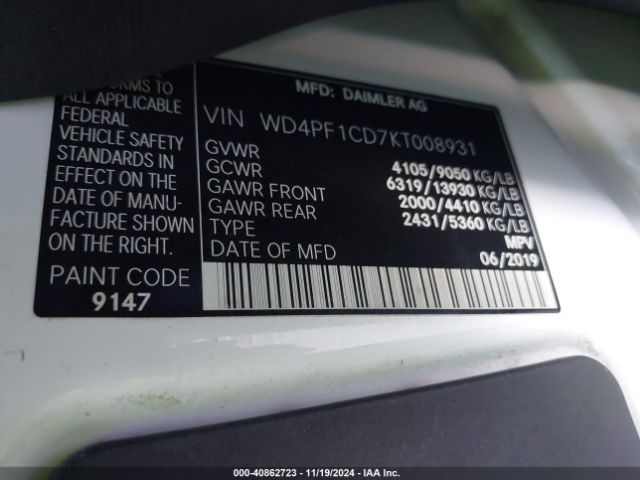 ORMS TO
ALL APPLICABLE
FEDERAL
VEHICLE SAFETY
STANDARDS IN
EFFECT ON THE
DATE OF MANU-
FACTURE SHOWN
ON THE RIGHT.
PAINT CODE
9147
MFD: DAIMLER AG
VIN WD4PF1CD7KT008931
GVWR 4105/9050 KG/LB
GCWR 6319/13930 KG/LB
GAWR FRONT 2000/4410 KG/LB
GAWR REAR 2431/5360 KG/LB
TYPE MPV
DATE OF MFD 06/2019
000-40862723 - 11/19/2024 - IAA Inc.